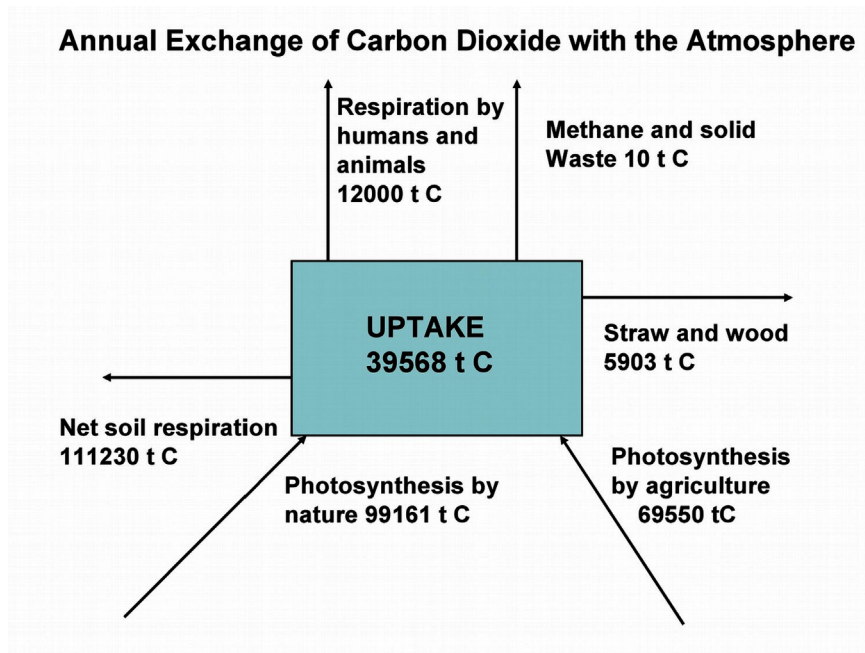 Annual Exchange of Carbon Dioxide with the Atmosphere
Respiration by
humans and
animals
12000 t C
Methane and solid
Waste 10 t C
UPTAKE
39568 t C
Straw and wood
5903 t C
Net soil respiration
111230 t C
Photosynthesis by
nature 99161 t C
Photosynthesis
by agriculture
69550 tC